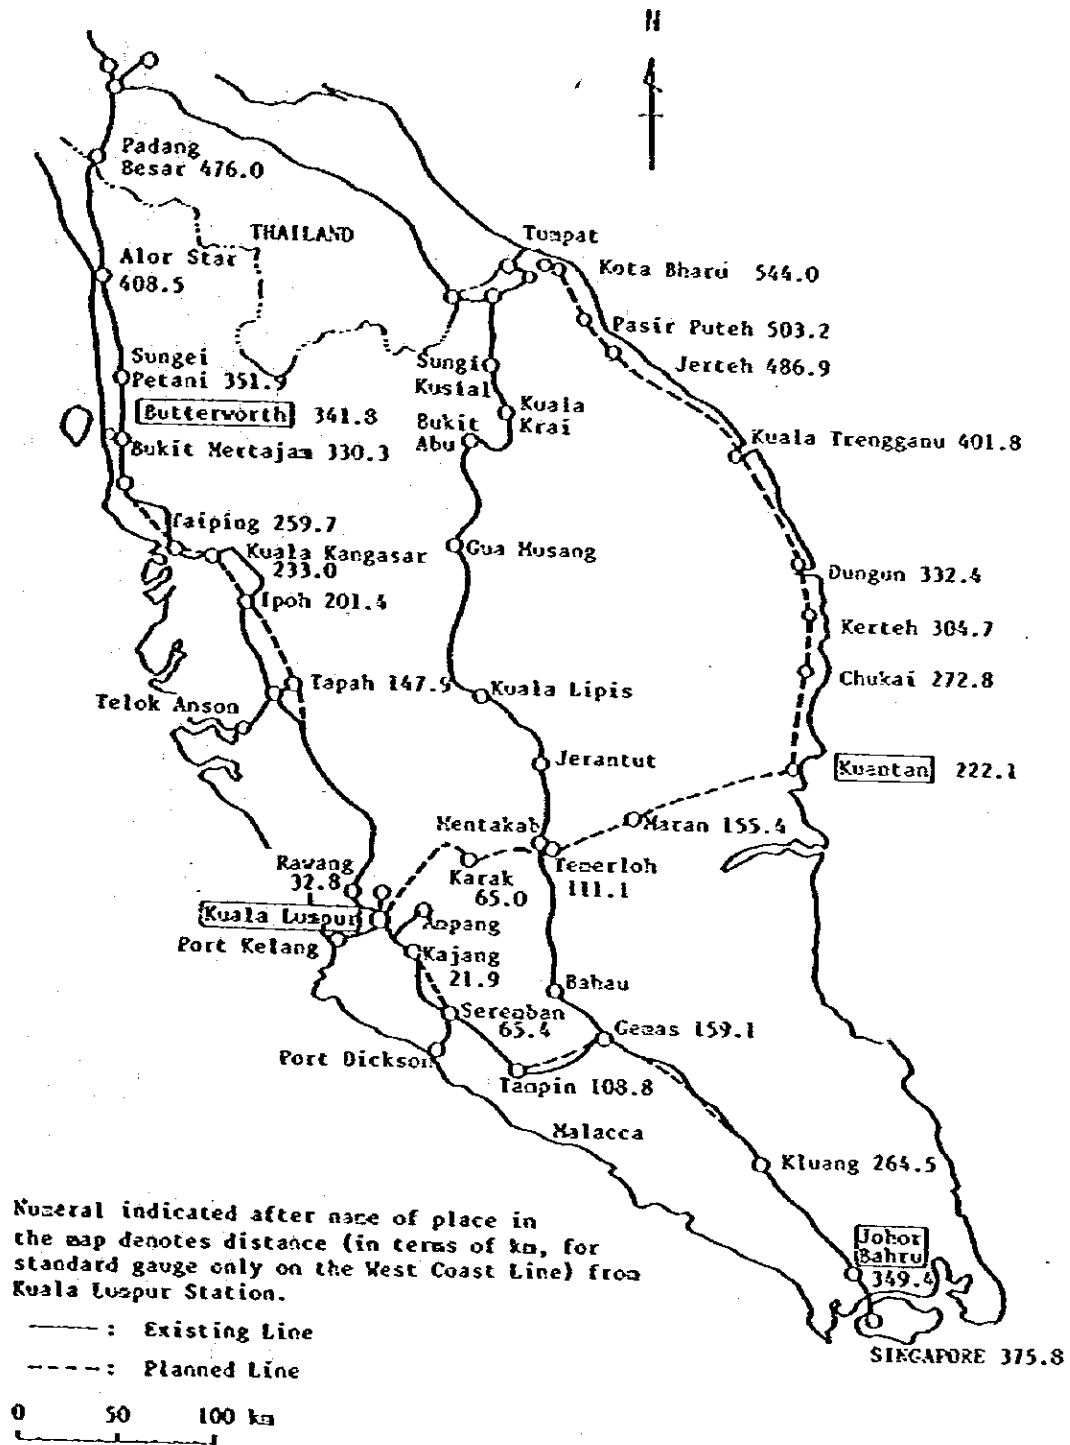 N
Padang
Besar 476.0
THAILAND
Tumpat
Alor Star
408.5
Kota Bharu 544.0
Pasir Puteh 503.2
Jerteh 486.9
Sungei
Petani 351.9
Sungi
Kusial
Butterworth 341.8
Kuala
Krai
Bukit
Abu
Bukit Mertajam 330.3
Kuala Trengganu 401.8
Taiping 259.7
Kuala Kangasar
233.0
Gua Musang
Ipoh 201.4
Dungun 332.4
Kerteh 304.7
Tapah 147.9
Kuala Lipis
Chukai 272.8
Telok Anson
Jerantut
Kuantan 222.1
Mentakab
Maran 155.4
Temerloh
111.1
Karak
65.0
Rawang
32.8
Kuala Lumpur
Ampang
Port Kelang
Kajang
21.9
Bahau
Seremban
65.4
Gemas 159.1
Port Dickson
Tampin 108.8
Malacca
Kluang 264.5
Johor
Bahru
349.4
SINGAPORE 375.8
Numeral indicated after name of place in
the map denotes distance (in terms of km, for
standard gauge only on the West Coast Line) from
Kuala Lumpur Station.
: Existing Line
: Planned Line
0 50 100 km